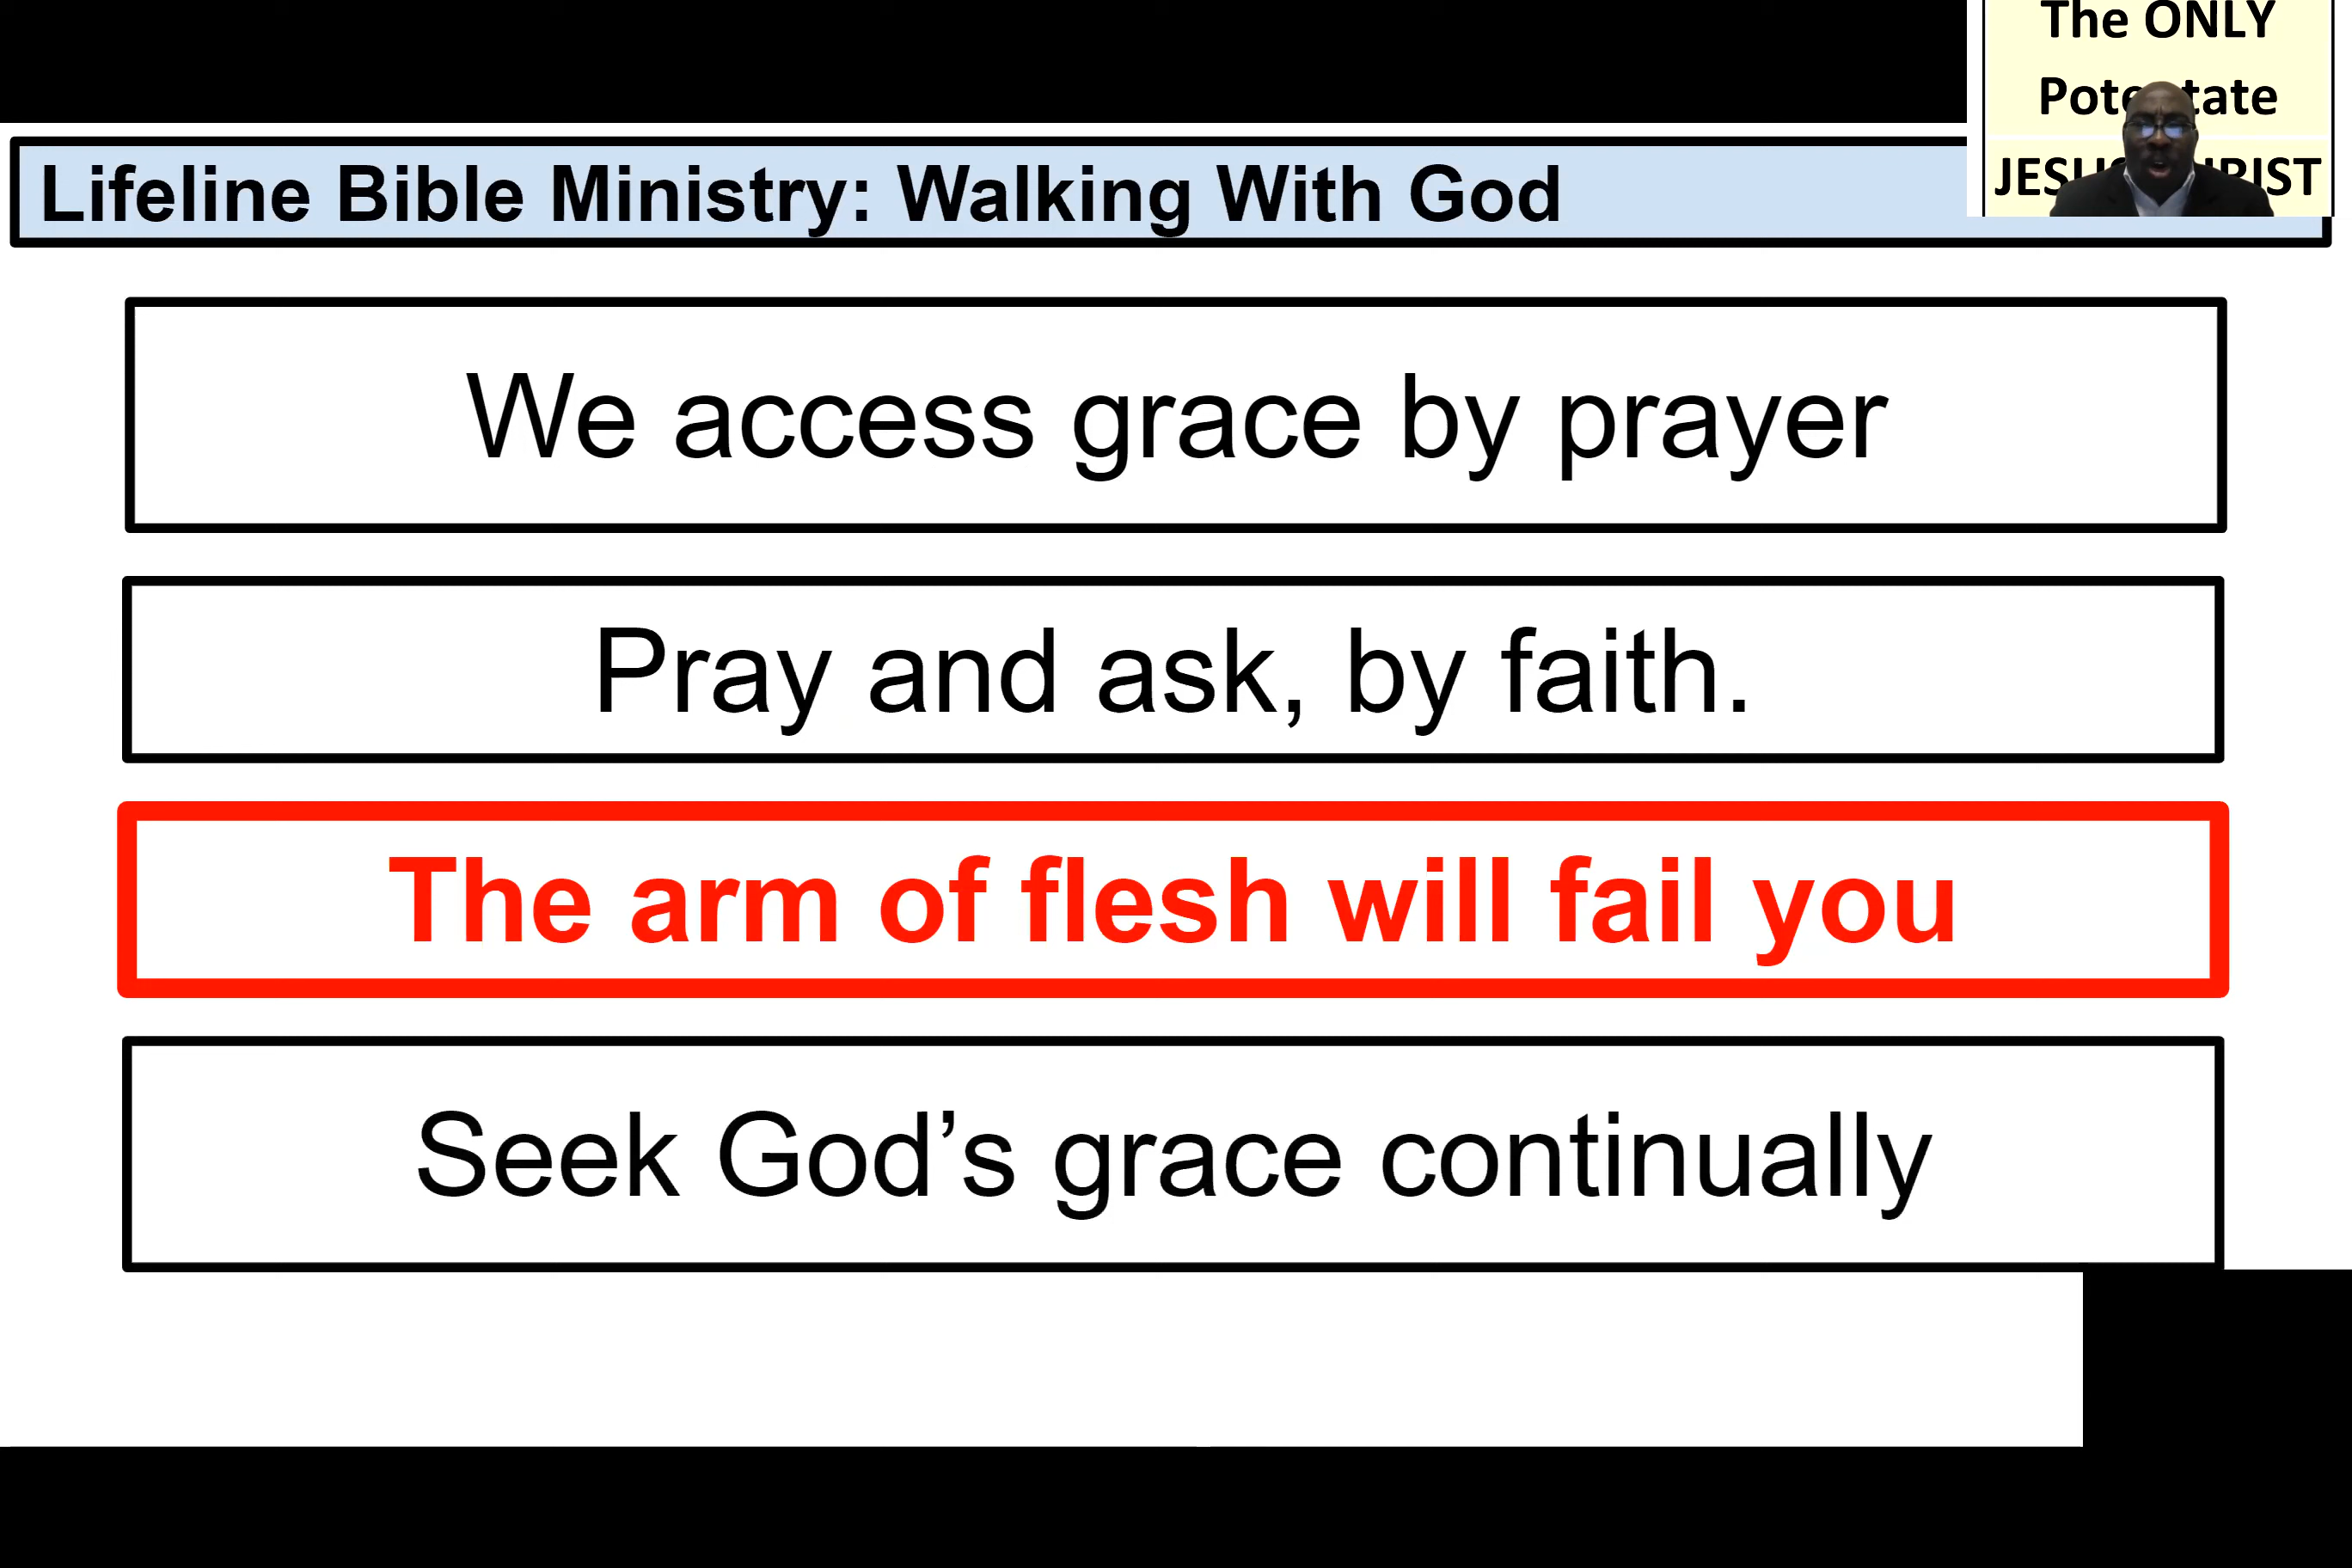 The ONLY
Lifeline Bible Ministry: Walking With God
We access grace by prayer
Pray and ask, by faith.
The arm of flesh will fail you
Seek God’s grace continually